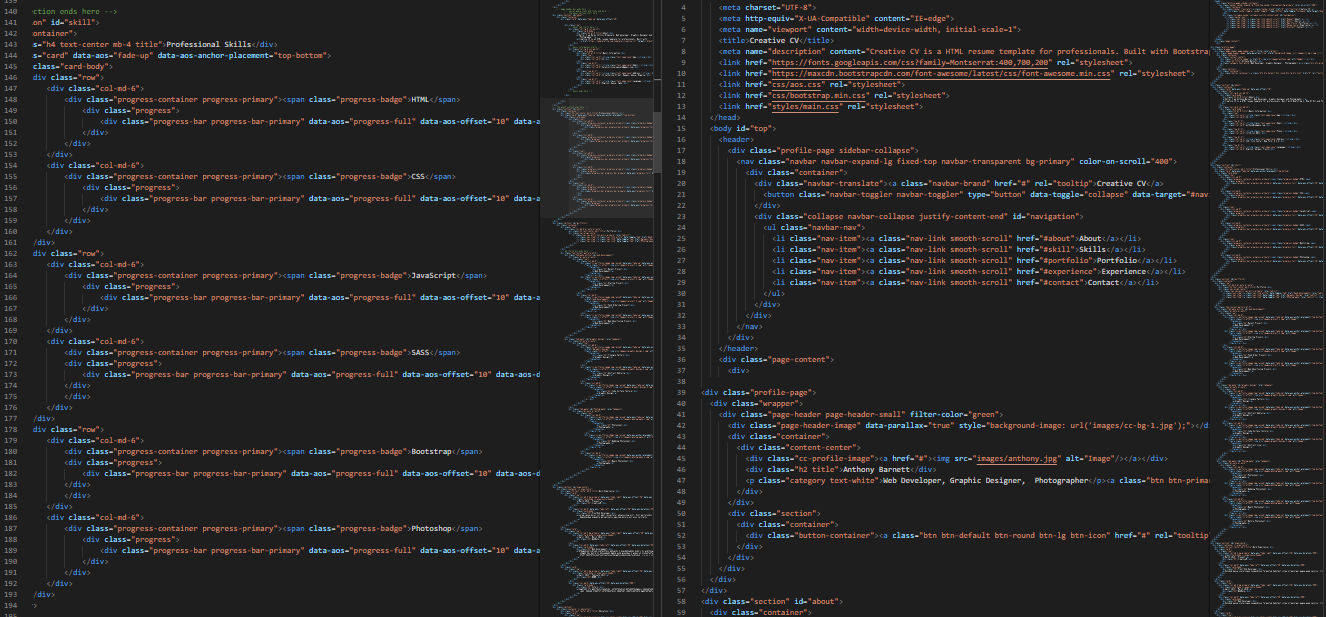 140 ction ends here -->
141 on" id="skill">
142 ontainer">
143 s="h4 text-center mb-4 title">Professional Skills</div>
144 s="card" data-aos="fade-up" data-aos-anchor-placement="top-bottom">
145 class="card-body">
146 div class="row">
147 <div class="col-md-6">
148 <div class="progress-container progress-primary"><span class="progress-badge">HTML</span>
149 <div class="progress">
150 <div class="progress-bar progress-bar-primary" data-aos="progress-full" data-aos-offset="10" data-a
151 </div>
152 </div>
153 </div>
154 <div class="col-md-6">
155 <div class="progress-container progress-primary"><span class="progress-badge">CSS</span>
156 <div class="progress">
157 <div class="progress-bar progress-bar-primary" data-aos="progress-full" data-aos-offset="10" data-a
158 </div>
159 </div>
160 </div>
161 /div>
162 div class="row">
163 <div class="col-md-6">
164 <div class="progress-container progress-primary"><span class="progress-badge">JavaScript</span>
165 <div class="progress">
166 <div class="progress-bar progress-bar-primary" data-aos="progress-full" data-aos-offset="10" data-a
167 </div>
168 </div>
169 </div>
170 <div class="col-md-6">
171 <div class="progress-container progress-primary"><span class="progress-badge">SASS</span>
172 <div class="progress">
173 <div class="progress-bar progress-bar-primary" data-aos="progress-full" data-aos-offset="10" data-aos-d
174 </div>
175 </div>
176 </div>
177 /div>
178 div class="row">
179 <div class="col-md-6">
180 <div class="progress-container progress-primary"><span class="progress-badge">Bootstrap</span>
181 <div class="progress">
182 <div class="progress-bar progress-bar-primary" data-aos="progress-full" data-aos-offset="10" data-a
183 </div>
184 </div>
185 </div>
186 <div class="col-md-6">
187 <div class="progress-container progress-primary"><span class="progress-badge">Photoshop</span>
188 <div class="progress">
189 <div class="progress-bar progress-bar-primary" data-aos="progress-full" data-aos-offset="10" data-a
190 </div>
191 </div>
192 </div>
193 /div>
194 >
4 <meta charset="UTF-8">
5 <meta http-equiv="X-UA-Compatible" content="IE=edge">
6 <meta name="viewport" content="width=device-width, initial-scale=1">
7 <title>Creative CV</title>
8 <meta name="description" content="Creative CV is a HTML resume template for professionals. Built with Bootstra
9 <link href="https://fonts.googleapis.com/css?family=Montserrat:400,700,200" rel="stylesheet">
10 <link href="https://maxcdn.bootstrapcdn.com/font-awesome/latest/css/font-awesome.min.css" rel="stylesheet">
11 <link href="css/aos.css" rel="stylesheet">
12 <link href="css/bootstrap.min.css" rel="stylesheet">
13 <link href="styles/main.css" rel="stylesheet">
14 </head>
15 <body id="top">
16 <header>
17 <div class="profile-page sidebar-collapse">
18 <nav class="navbar navbar-expand-lg fixed-top navbar-transparent bg-primary" color-on-scroll="400">
19 <div class="container">
20 <div class="navbar-translate"><a class="navbar-brand" href="#" rel="tooltip">Creative CV</a>
21 <button class="navbar-toggler navbar-toggler" type="button" data-toggle="collapse" data-target="#nav
22 </div>
23 <div class="collapse navbar-collapse justify-content-end" id="navigation">
24 <ul class="navbar-nav">
25 <li class="nav-item"><a class="nav-link smooth-scroll" href="#about">About</a></li>
26 <li class="nav-item"><a class="nav-link smooth-scroll" href="#skill">Skills</a></li>
27 <li class="nav-item"><a class="nav-link smooth-scroll" href="#portfolio">Portfolio</a></li>
28 <li class="nav-item"><a class="nav-link smooth-scroll" href="#experience">Experience</a></li>
29 <li class="nav-item"><a class="nav-link smooth-scroll" href="#contact">Contact</a></li>
30 </ul>
31 </div>
32 </div>
33 </nav>
34 </div>
35 </header>
36 <div class="page-content">
37 <div>
38
39 <div class="profile-page">
40 <div class="wrapper">
41 <div class="page-header page-header-small" filter-color="green">
42 <div class="page-header-image" data-parallax="true" style="background-image: url('images/cc-bg-1.jpg');"></d
43 <div class="container">
44 <div class="content-center">
45 <div class="cc-profile-image"><a href="#"><img src="images/anthony.jpg" alt="Image"/></a></div>
46 <div class="h2 title">Anthony Barnett</div>
47 <p class="category text-white">Web Developer, Graphic Designer, Photographer</p><a class="btn btn-prima
48 </div>
49 </div>
50 <div class="section">
51 <div class="container">
52 <div class="button-container"><a class="btn btn-default btn-round btn-lg btn-icon" href="#" rel="tooltip
53 </div>
54 </div>
55 </div>
56 </div>
57 </div>
58 <div class="section" id="about">
59 <div class="container">